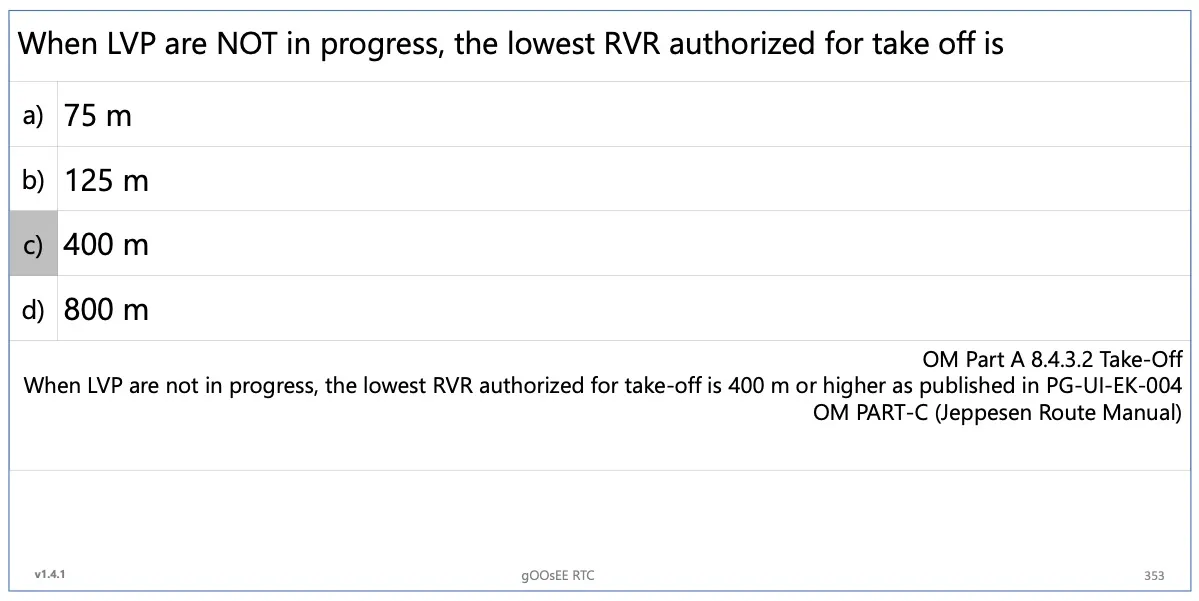 When LVP are NOT in progress, the lowest RVR authorized for take off is
a) 75 m
b) 125 m
c) 400 m
d) 800 m
OM Part A 8.4.3.2 Take-Off
When LVP are not in progress, the lowest RVR authorized for take-off is 400 m or higher as published in PG-UI-EK-004
OM PART-C (Jeppesen Route Manual)
v1.4.1 gOOsEE RTC 353